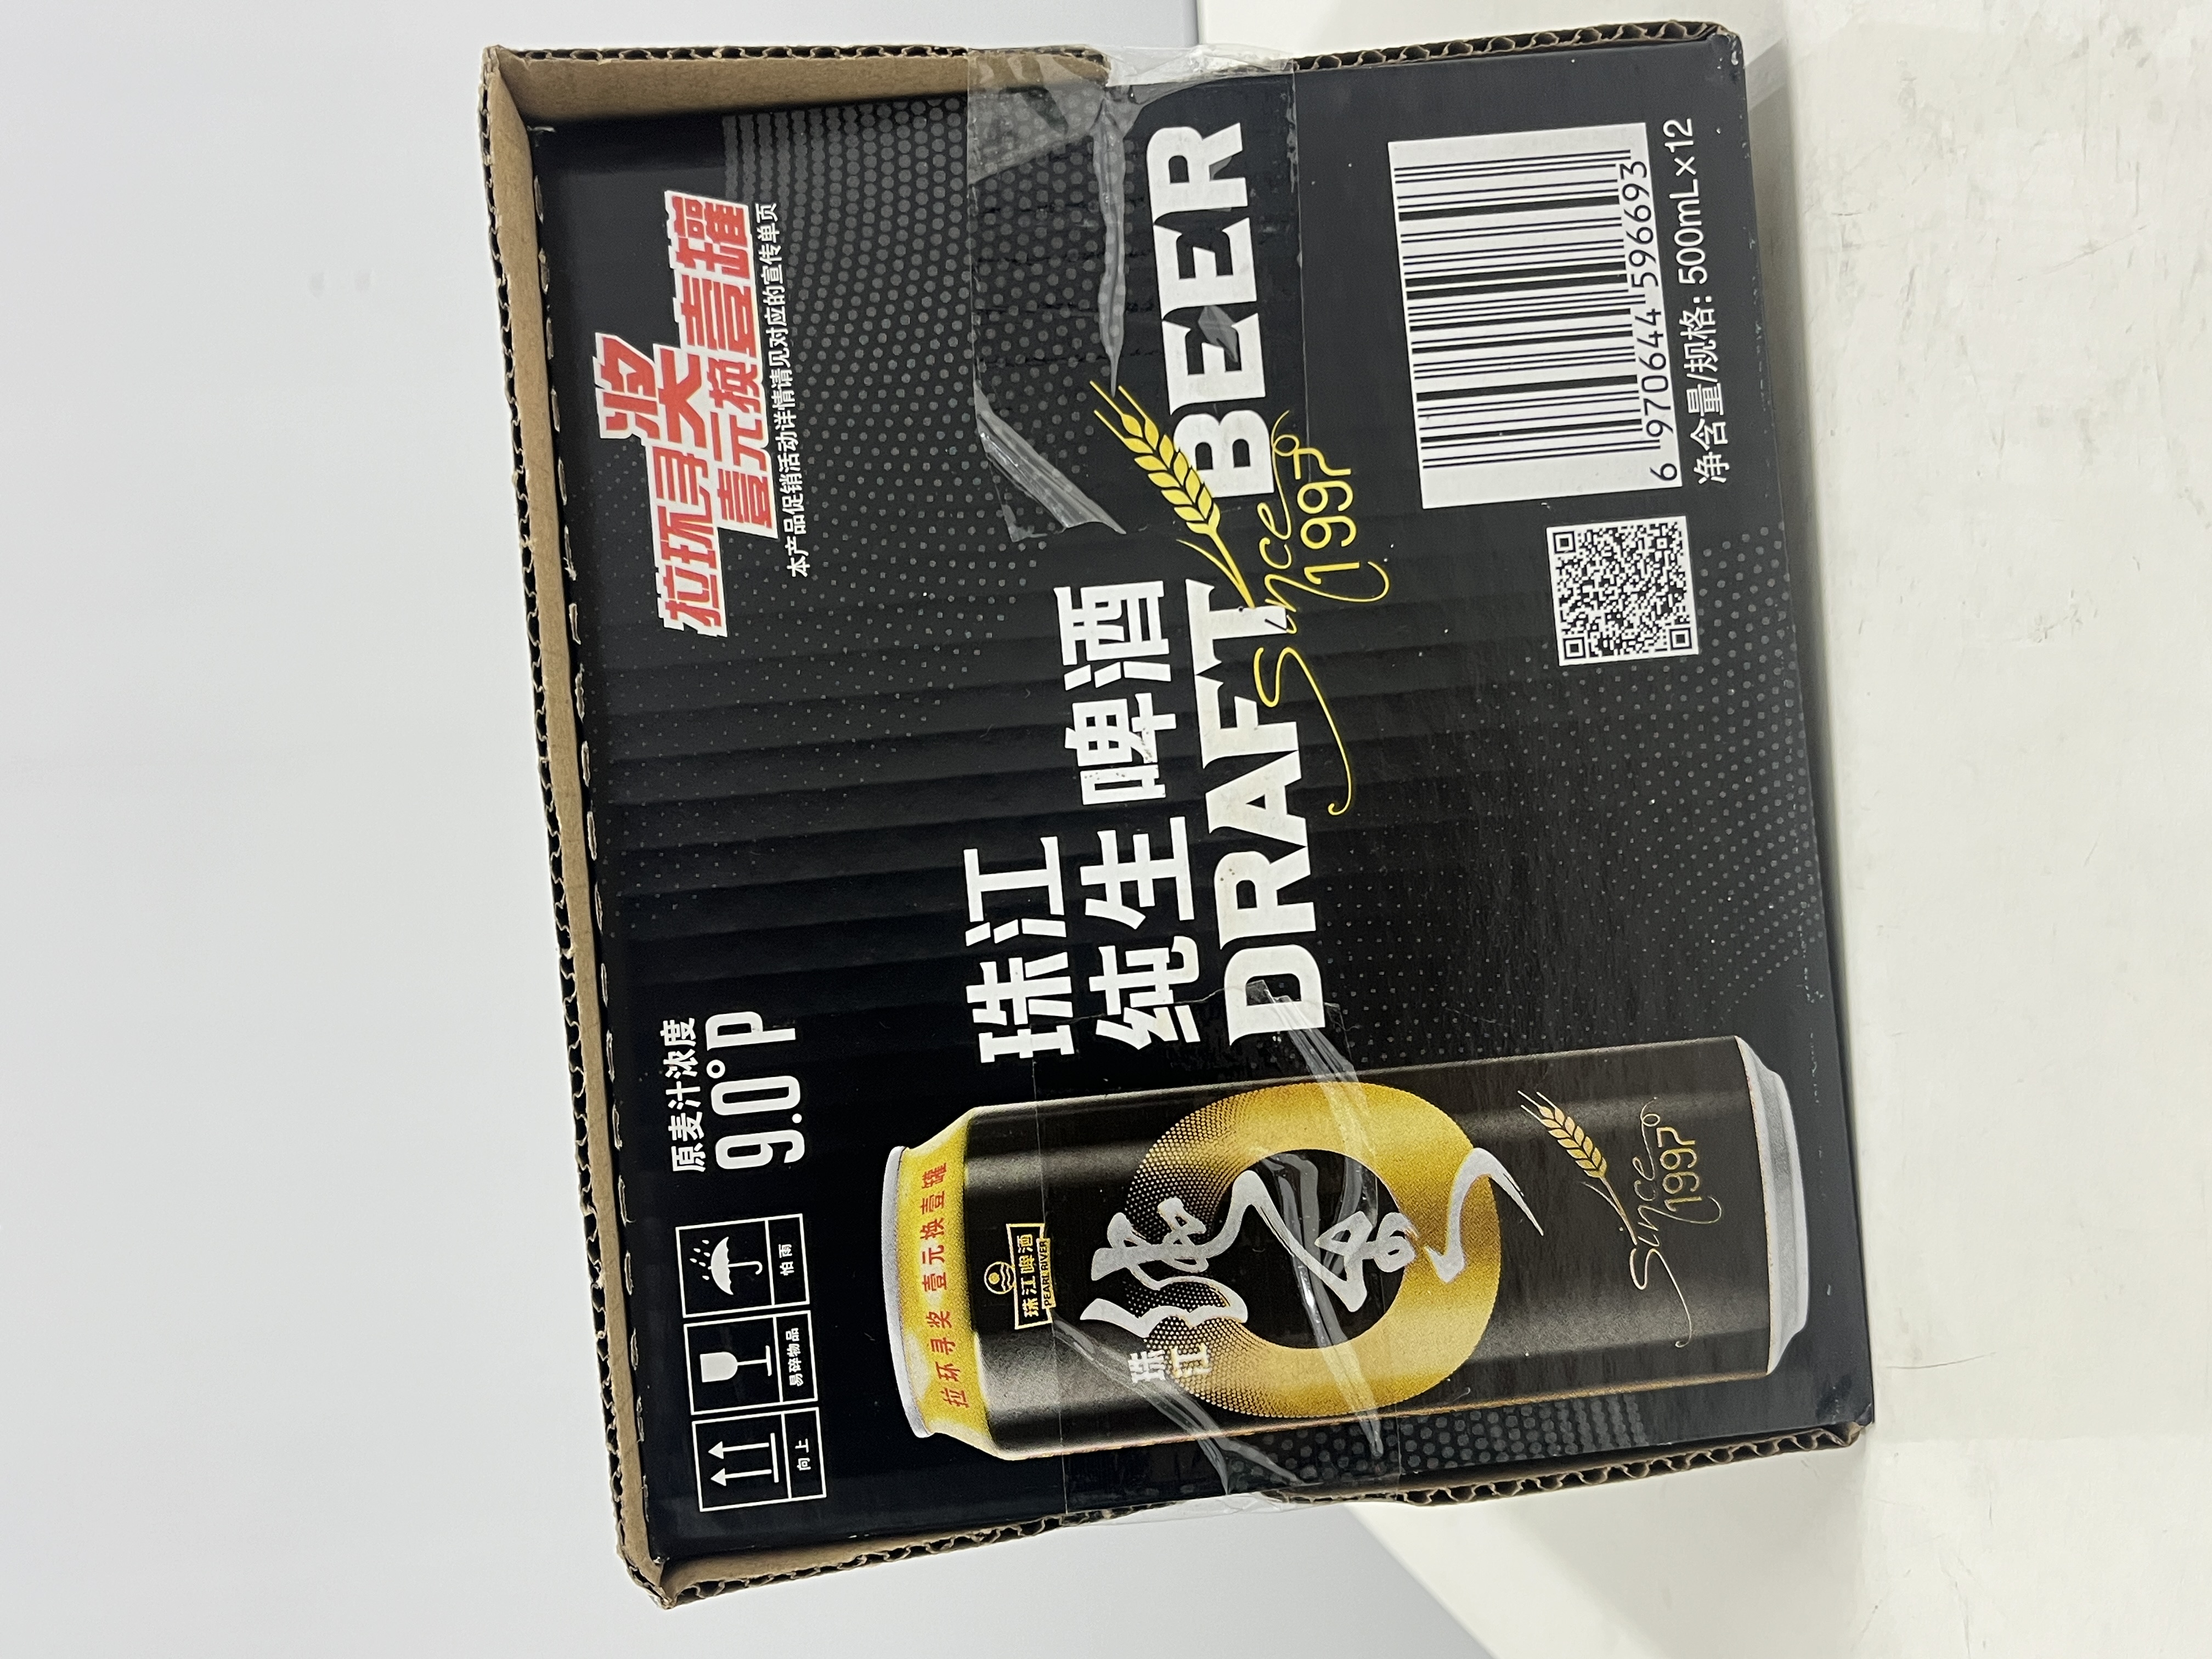 向上
易碎物品
怕雨
原麦汁浓度
9.0°P
拉环寻奖
壹元换壹罐
本产品促销活动详情请见对应的宣传单页
珠江
纯生 啤酒
DRAFT BEER
Since
1997
拉环寻奖 壹元换壹罐
珠江啤酒
PEARL RIVER
珠江
纯生
Since
1997
6 970644 596693
净含量/规格: 500mL×12